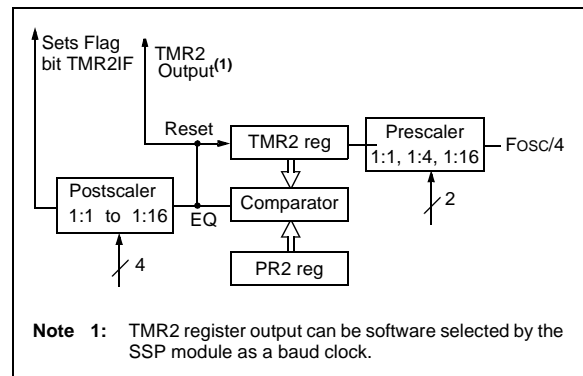 Sets Flag
bit TMR2IF
TMR2
Output(1)
Reset
TMR2 reg
Prescaler
1:1, 1:4, 1:16
FOSC/4
2
Postscaler
1:1 to 1:16
EQ
Comparator
4
PR2 reg
Note 1: TMR2 register output can be software selected by the
SSP module as a baud clock.